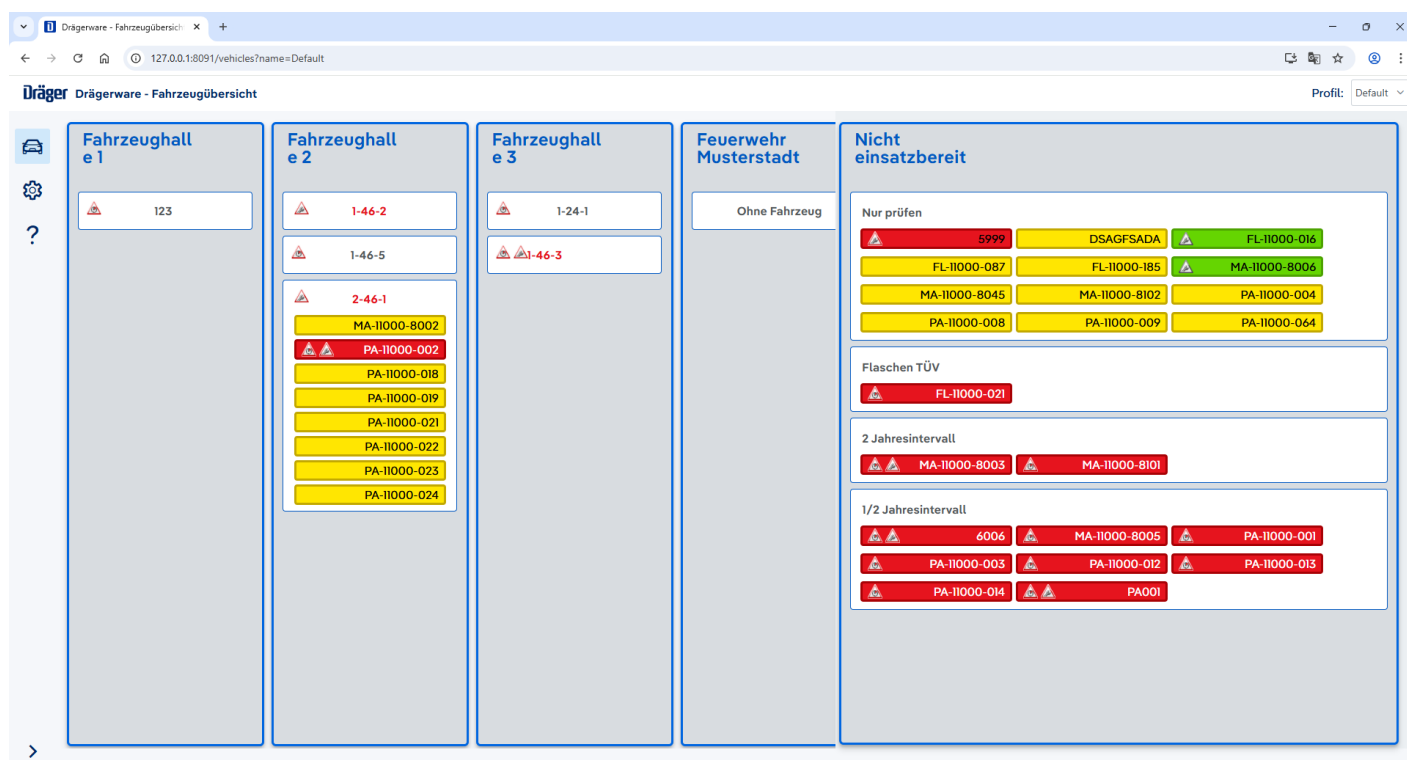 Drägerware - Fahrzeugübersich
127.0.0.1:8091/vehicles?name=Default
Dräger Drägerware - Fahrzeugübersicht
Profil: Default
Fahrzeughall
e 1
123
Fahrzeughall
e 2
1-46-2
1-46-5
2-46-1
MA-11000-8002
PA-11000-002
PA-11000-018
PA-11000-019
PA-11000-021
PA-11000-022
PA-11000-023
PA-11000-024
Fahrzeughall
e 3
1-24-1
1-46-3
Feuerwehr
Musterstadt
Ohne Fahrzeug
Nicht
einsatzbereit
Nur prüfen
5999 DSAGFSADA FL-11000-016
FL-11000-087 FL-11000-185 MA-11000-8006
MA-11000-8045 MA-11000-8102 PA-11000-004
PA-11000-008 PA-11000-009 PA-11000-064
Flaschen TÜV
FL-11000-021
2 Jahresintervall
MA-11000-8003 MA-11000-8101
1/2 Jahresintervall
6006 MA-11000-8005 PA-11000-001
PA-11000-003 PA-11000-012 PA-11000-013
PA-11000-014 PA001